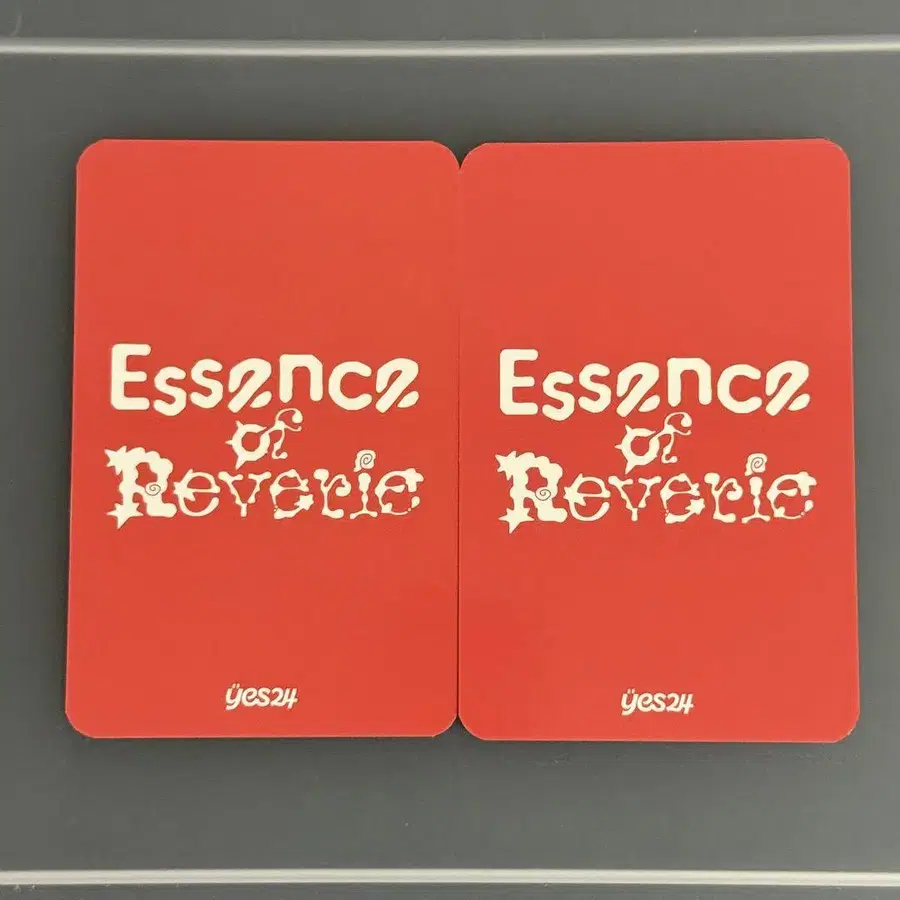 Essence
of
Reverie
yes24
Essence
of
Reverie
yes24